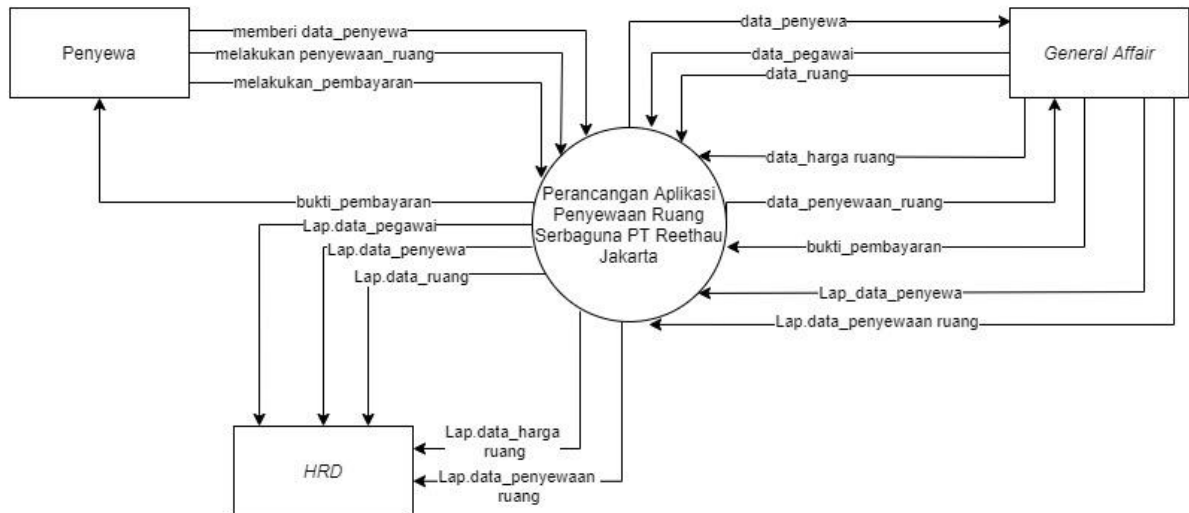 Penyewa
memberi data_penyewa
melakukan penyewaan_ruang
melakukan_pembayaran
data_penyewa
data_pegawai
data_ruang
General Affair
data_harga ruang
Perancangan Aplikasi
Penyewaan Ruang
Serbaguna PT Reethau
Jakarta
bukti_pembayaran
Lap.data_pegawai
Lap.data_penyewa
Lap.data_ruang
data_penyewaan_ruang
bukti_pembayaran
Lap_data_penyewa
Lap.data_penyewaan ruang
HRD
Lap.data_harga
ruang
Lap.data_penyewaan
ruang